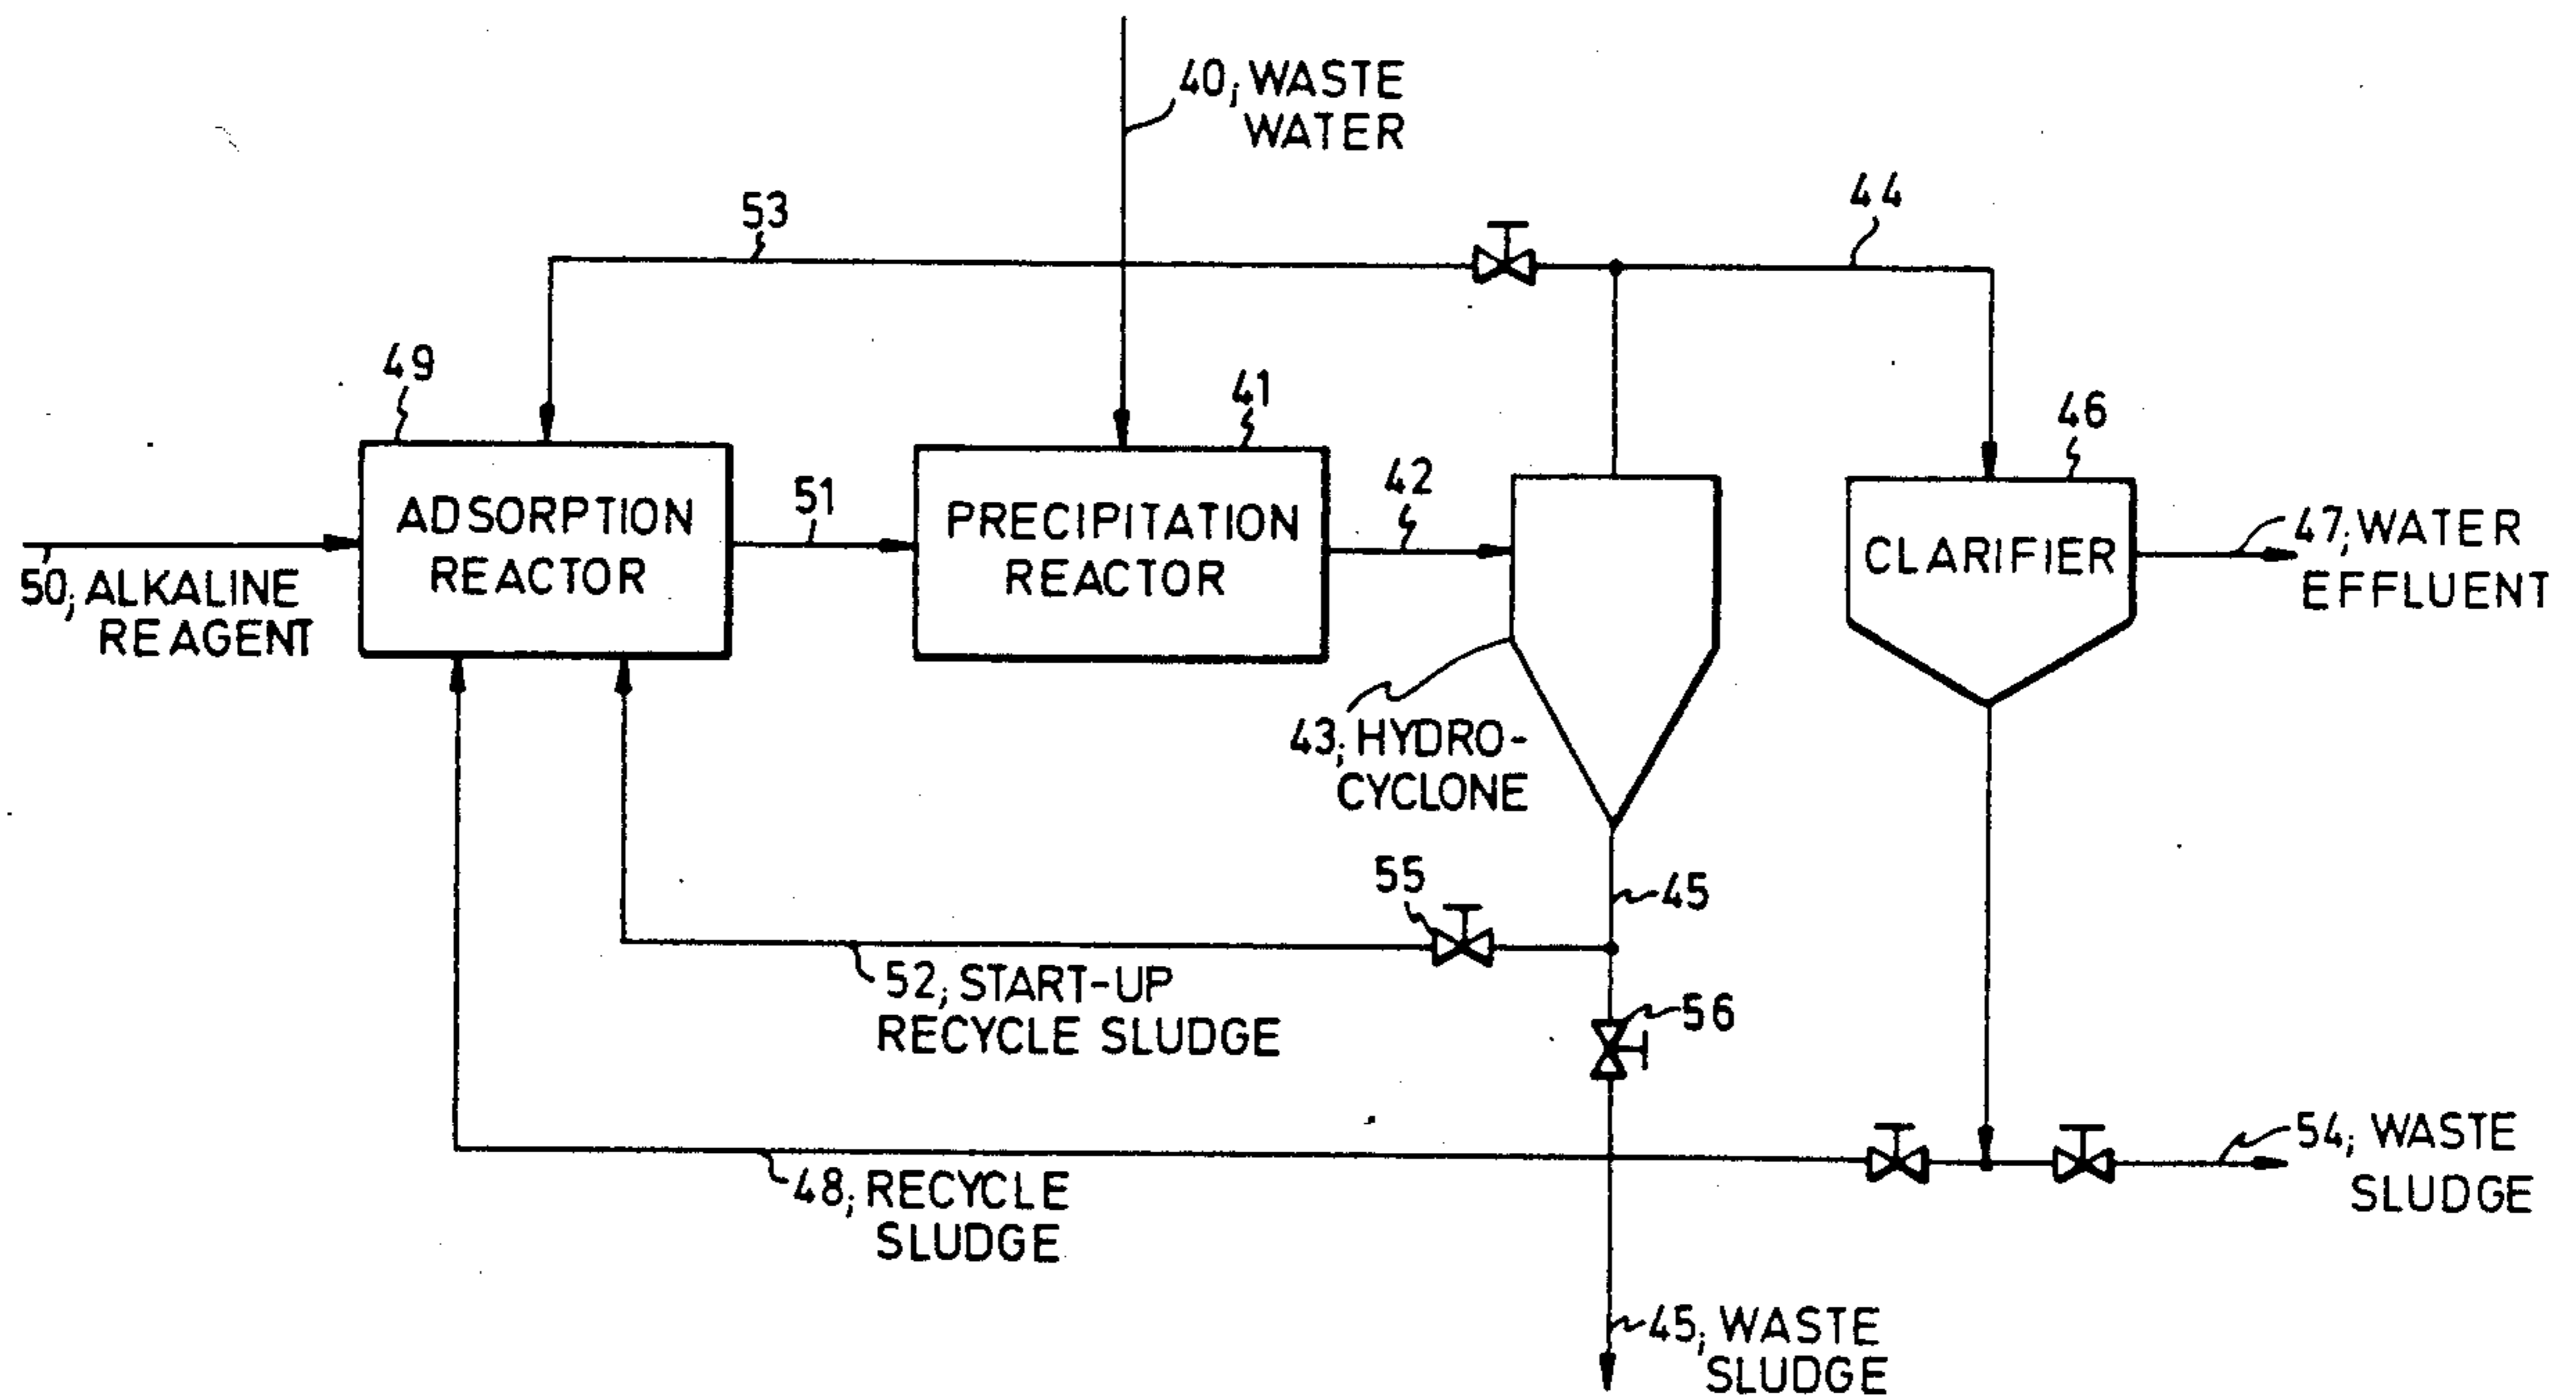 40; WASTE
WATER
53
44
49
41
46
42
51
ADSORPTION
REACTOR
PRECIPITATION
REACTOR
CLARIFIER
47; WATER
EFFLUENT
50; ALKALINE
REAGENT
43; HYDRO-
CYCLONE
55
45
52; START-UP
RECYCLE SLUDGE
56
54; WASTE
SLUDGE
48; RECYCLE
SLUDGE
45; WASTE
SLUDGE